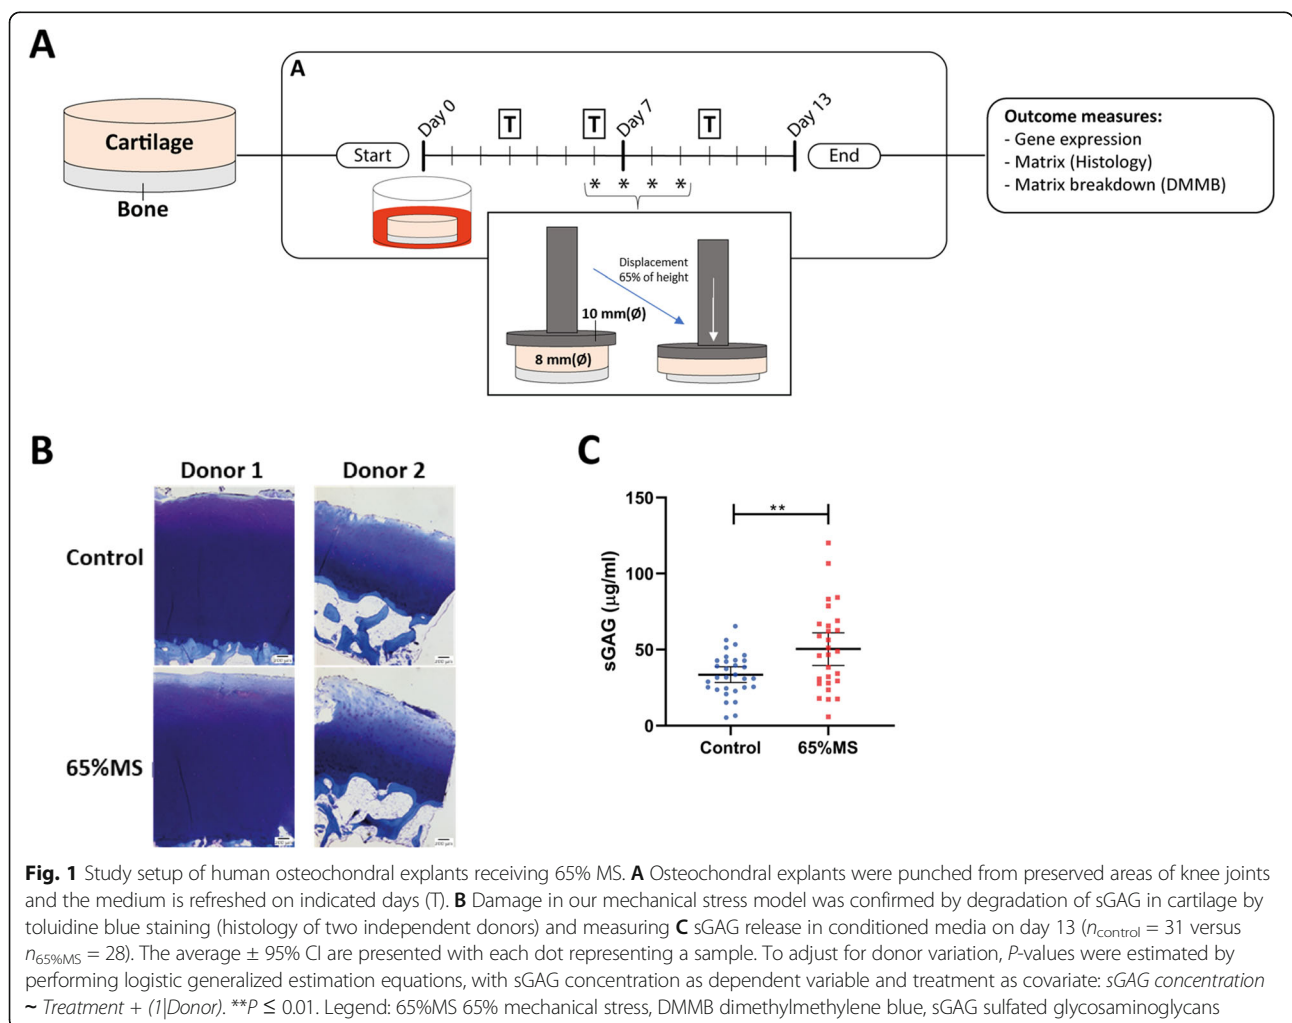 A
A
Cartilage
Bone
Start
Day 0
T
T
Day 7
T
Day 13
End
* * * *
Outcome measures:
- Gene expression
- Matrix (Histology)
- Matrix breakdown (DMMB)
Displacement
65% of height
10 mm(Ø)
8 mm(Ø)
B
Donor 1 Donor 2
Control
65%MS
200 µm
200 µm
200 µm
200 µm
C
**
150
100
50
0
sGAG (µg/ml)
Control 65%MS
Fig. 1 Study setup of human osteochondral explants receiving 65% MS. A Osteochondral explants were punched from preserved areas of knee joints
and the medium is refreshed on indicated days (T). B Damage in our mechanical stress model was confirmed by degradation of sGAG in cartilage by
toluidine blue staining (histology of two independent donors) and measuring C sGAG release in conditioned media on day 13 (ncontrol = 31 versus
n65%MS = 28). The average ± 95% CI are presented with each dot representing a sample. To adjust for donor variation, P-values were estimated by
performing logistic generalized estimation equations, with sGAG concentration as dependent variable and treatment as covariate: sGAG concentration
~ Treatment + (1|Donor). **P ≤ 0.01. Legend: 65%MS 65% mechanical stress, DMMB dimethylmethylene blue, sGAG sulfated glycosaminoglycans